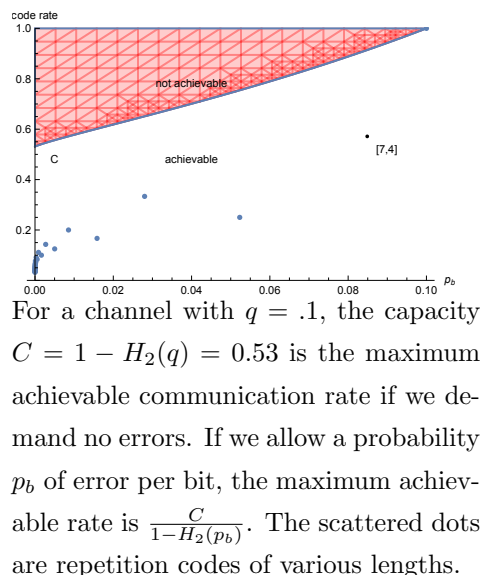 code rate
1.0
0.8
0.6
0.4
0.2
not achievable
C
achievable
[7,4]
0.00 0.02 0.04 0.06 0.08 0.10
p_b
For a channel with q = .1, the capacity
C = 1 − H_2(q) = 0.53 is the maximum
achievable communication rate if we de-
mand no errors. If we allow a probability
p_b of error per bit, the maximum achiev-
able rate is \frac{C}{1−H_2(p_b)}. The scattered dots
are repetition codes of various lengths.